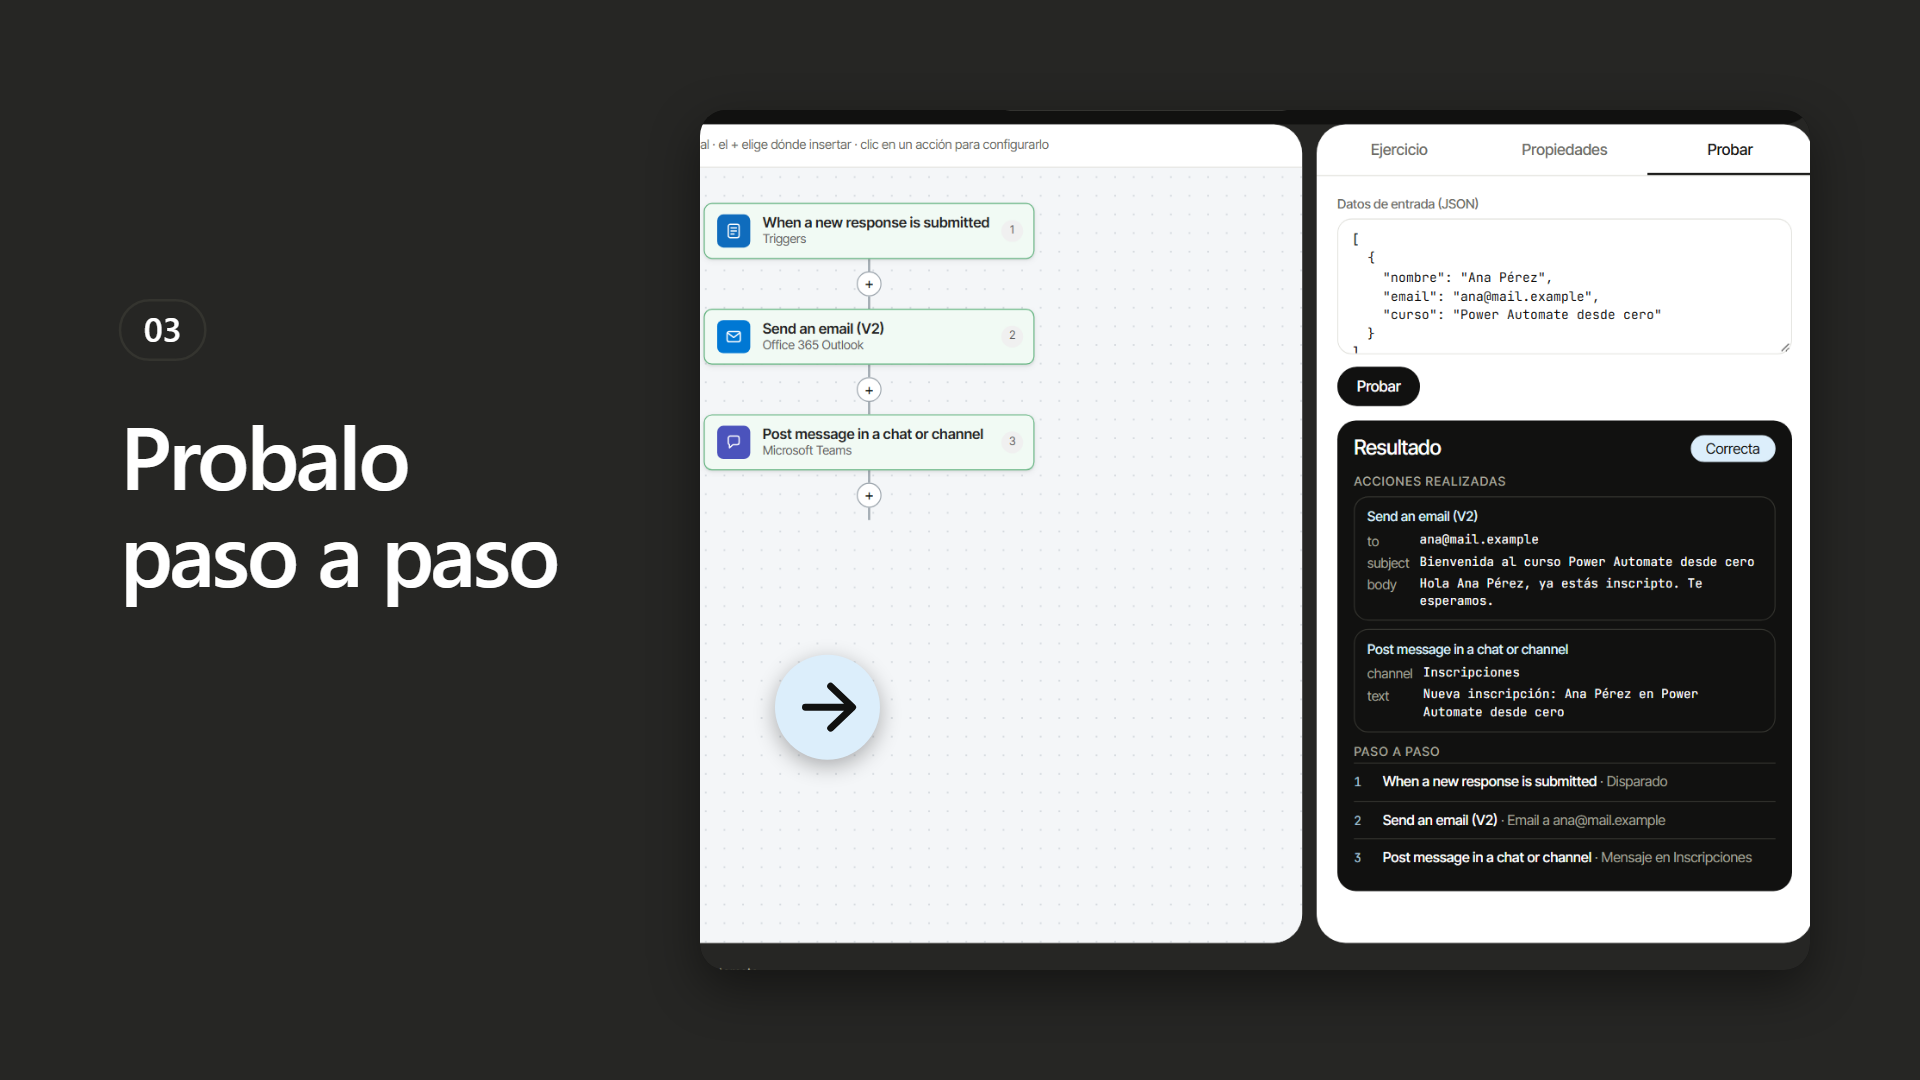 03
Probalo
paso a paso
al · el + elige dónde insertar · clic en un acción para configurarlo
When a new response is submitted
Triggers
1
+
Send an email (V2)
Office 365 Outlook
2
+
Post message in a chat or channel
Microsoft Teams
3
+
Ejercicio
Propiedades
Probar
Datos de entrada (JSON)
[
{
"nombre": "Ana Pérez",
"email": "ana@mail.example",
"curso": "Power Automate desde cero"
}
]
Probar
Resultado
Correcta
ACCIONES REALIZADAS
Send an email (V2)
to ana@mail.example
subject Bienvenida al curso Power Automate desde cero
body Hola Ana Pérez, ya estás inscripto. Te
esperamos.
Post message in a chat or channel
channel Inscripciones
text Nueva inscripción: Ana Pérez en Power
Automate desde cero
PASO A PASO
1 When a new response is submitted · Disparado
2 Send an email (V2) · Email a ana@mail.example
3 Post message in a chat or channel · Mensaje en Inscripciones